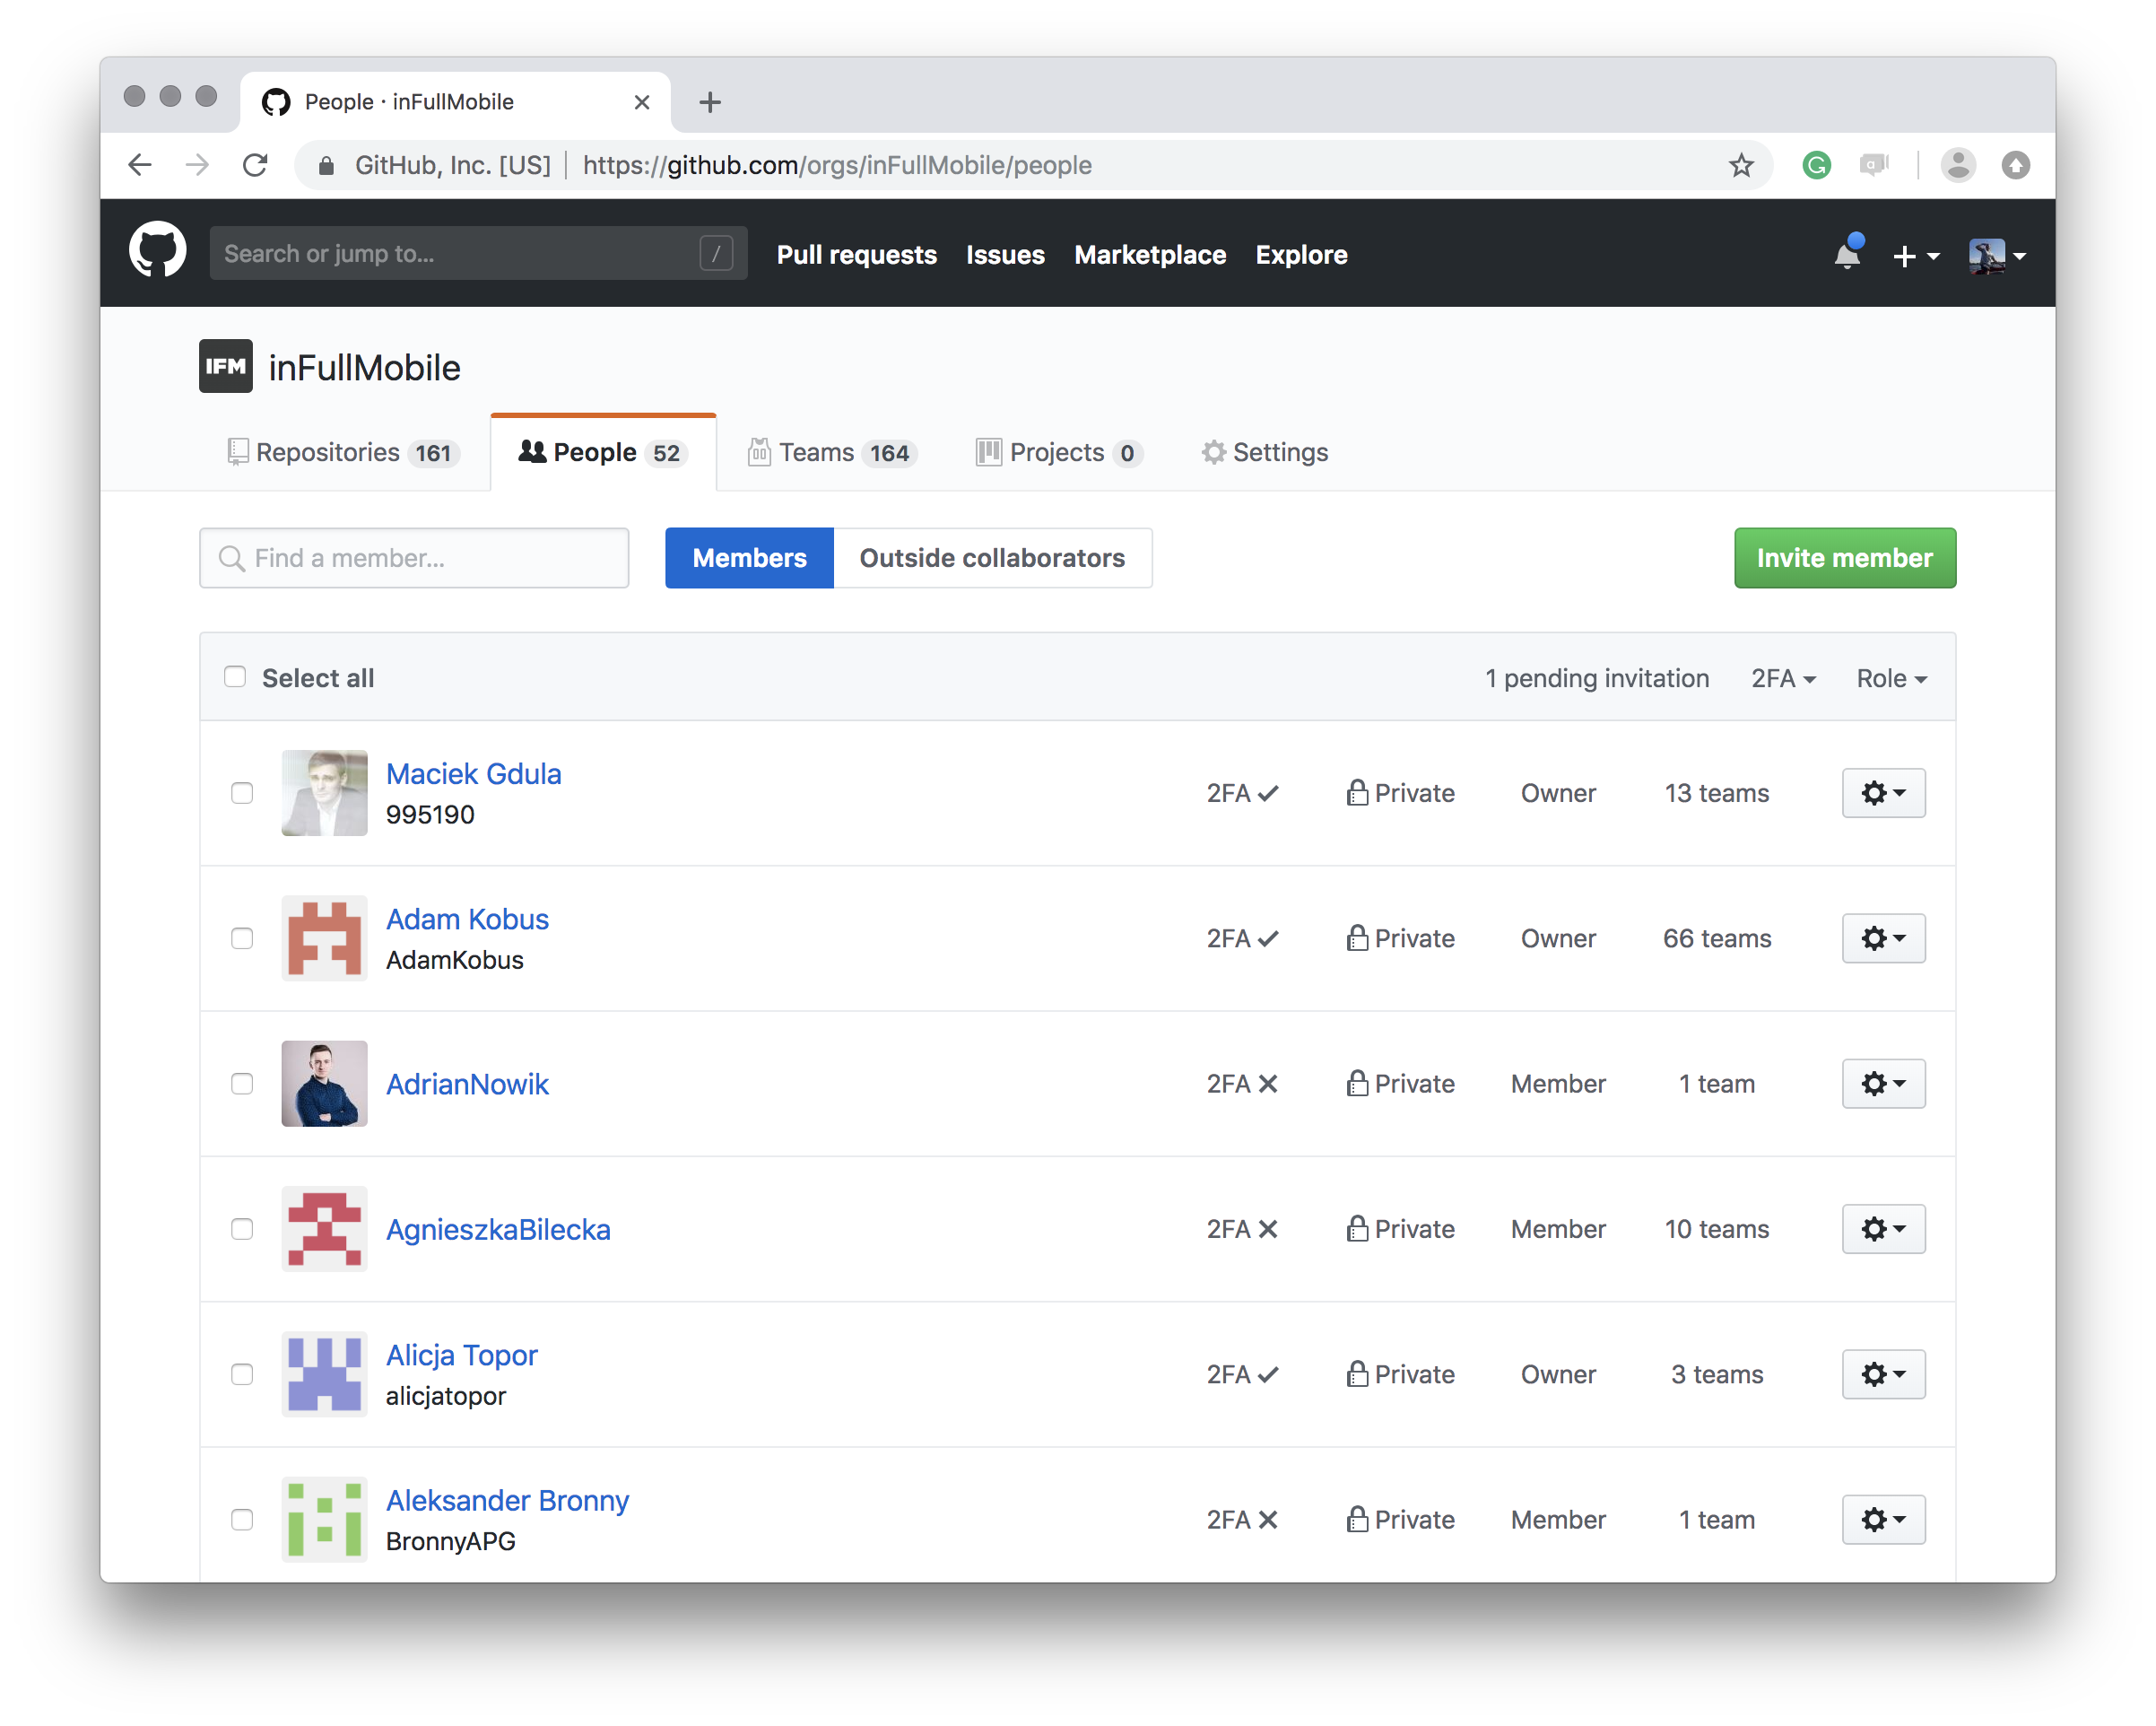 People · inFullMobile
GitHub, Inc. [US] https://github.com/orgs/inFullMobile/people
Search or jump to... / Pull requests Issues Marketplace Explore
IFM inFullMobile
Repositories 161 People 52 Teams 164 Projects 0 Settings
Find a member... Members Outside collaborators Invite member
Select all 1 pending invitation 2FA Role
Maciek Gdula
995190
2FA Private Owner 13 teams
Adam Kobus
AdamKobus
2FA Private Owner 66 teams
AdrianNowik 2FA Private Member 1 team
AgnieszkaBilecka 2FA Private Member 10 teams
Alicja Topor
alicjatopor
2FA Private Owner 3 teams
Aleksander Bronny
BronnyAPG
2FA Private Member 1 team